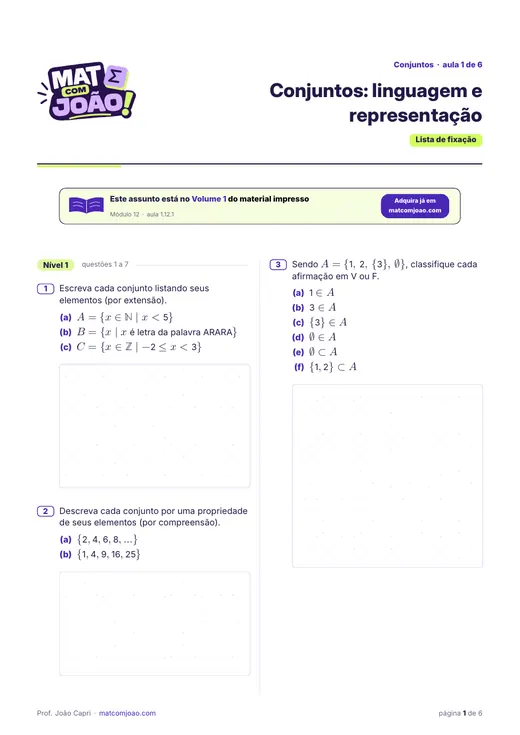 MAT Σ
COM
JOÃO!
Conjuntos · aula 1 de 6
Conjuntos: linguagem e
representação
Lista de fixação
Este assunto está no Volume 1 do material impresso
Módulo 12 · aula 1.12.1
Adquira já em
matcomjoao.com
Nível 1 questões 1 a 7
1 Escreva cada conjunto listando seus
elementos (por extensão).
(a) A = {x ∈ ℕ | x < 5}
(b) B = {x | x é letra da palavra ARARA}
(c) C = {x ∈ ℤ | −2 ≤ x < 3}
2 Descreva cada conjunto por uma propriedade
de seus elementos (por compreensão).
(a) {2, 4, 6, 8, ...}
(b) {1, 4, 9, 16, 25}
3 Sendo A = {1, 2, {3}, ∅}, classifique cada
afirmação em V ou F.
(a) 1 ∈ A
(b) 3 ∈ A
(c) {3} ∈ A
(d) ∅ ∈ A
(e) ∅ ⊂ A
(f) {1, 2} ⊂ A
Prof. João Capri · matcomjoao.com
página 1 de 6